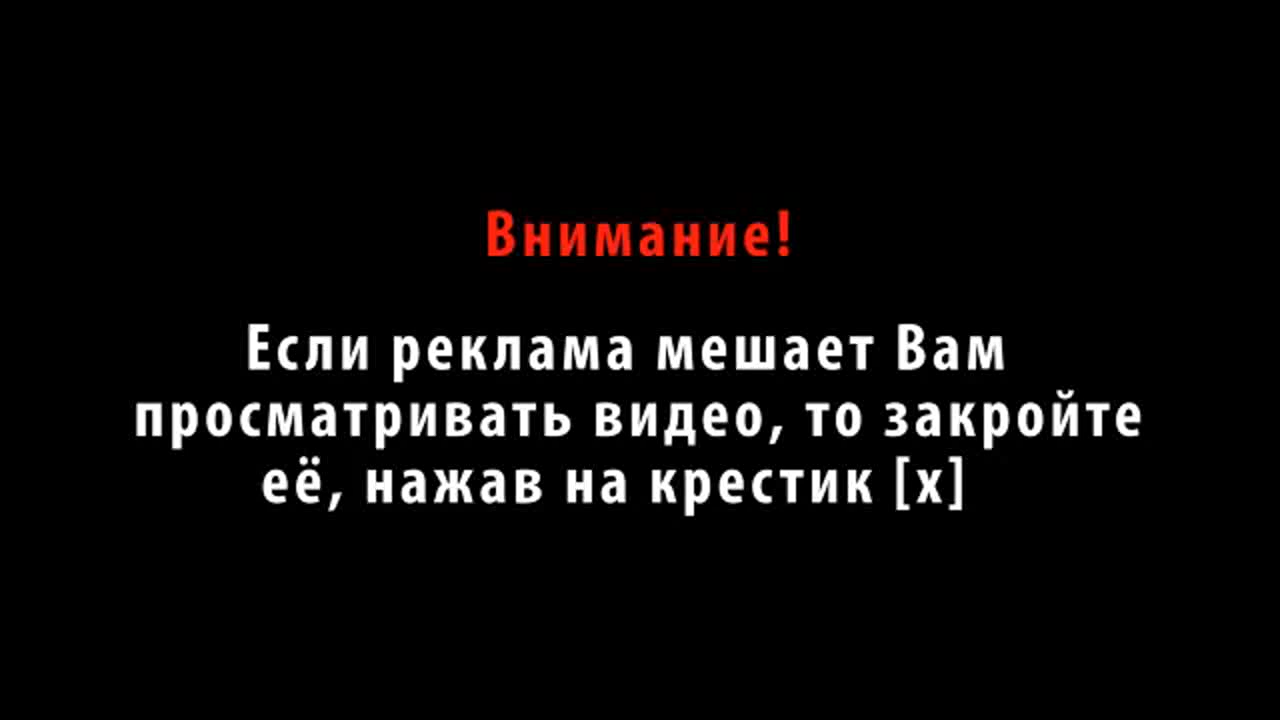 Внимание!
Если реклама мешает Вам
просматривать видео, то закройте
её, нажав на крестик [x]